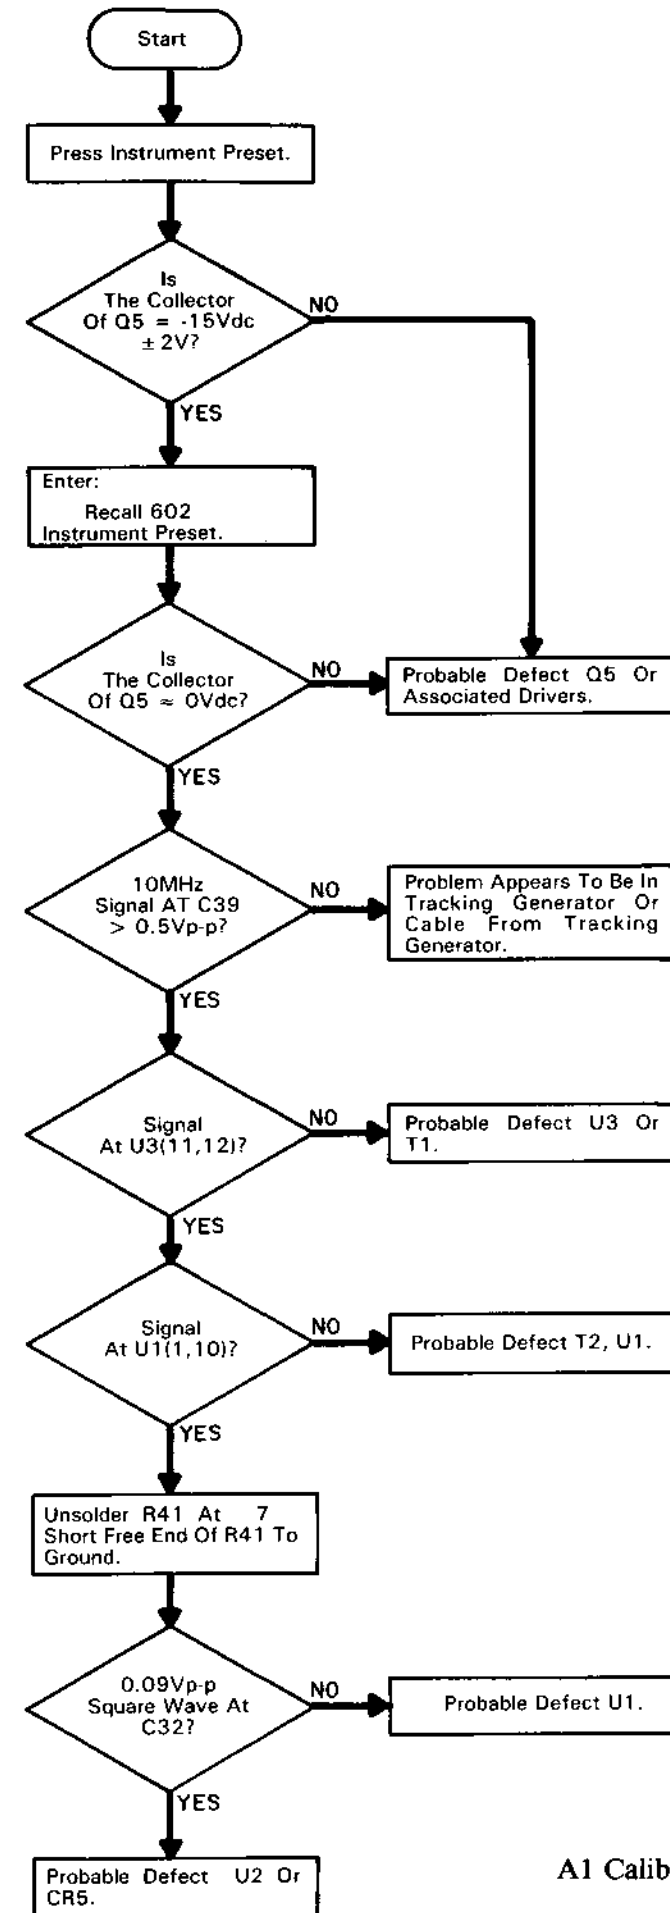 Start
Press Instrument Preset.
Is
The Collector
Of Q5 = -15Vdc
± 2V?
NO
YES
Enter:
Recall 602
Instrument Preset.
Is
The Collector
Of Q5 ≈ 0Vdc?
NO
Probable Defect Q5 Or
Associated Drivers.
YES
10MHz
Signal AT C39
> 0.5Vp-p?
NO
Problem Appears To Be In
Tracking Generator Or
Cable From Tracking
Generator.
YES
Signal
At U3(11,12)?
NO
Probable Defect U3 Or
T1.
YES
Signal
At U1(1,10)?
NO
Probable Defect T2, U1.
YES
Unsolder R41 At 7
Short Free End Of R41 To
Ground.
0.09Vp-p
Square Wave At
C32?
NO
Probable Defect U1.
YES
Probable Defect U2 Or
CR5.
A1 Calib